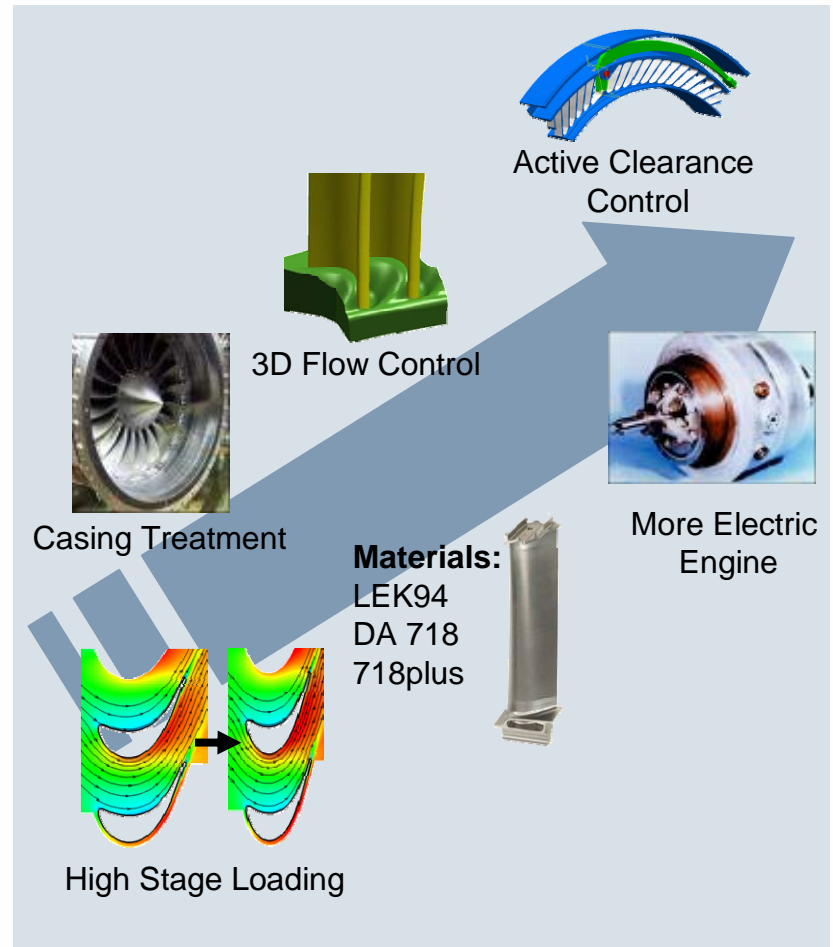 Active Clearance
Control
3D Flow Control
Casing Treatment
More Electric
Engine
Materials:
LEK94
DA 718
718plus
High Stage Loading